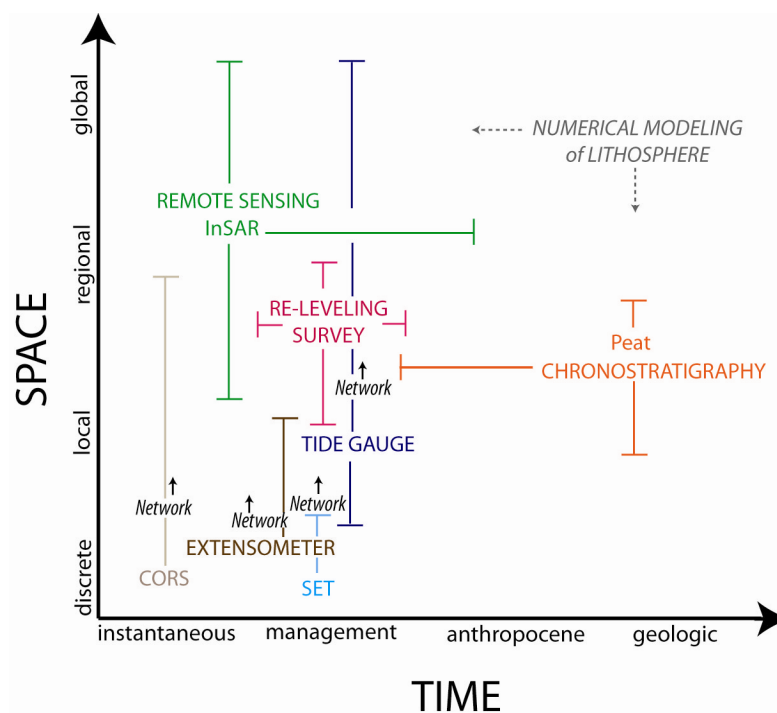 global
NUMERICAL MODELING
of LITHOSPHERE
REMOTE SENSING
InSAR
regional
RE-LEVELING
SURVEY
Peat
CHRONOSTRATIGRAPHY
SPACE
Network
local
TIDE GAUGE
Network
Network
Network
EXTENSOMETER
discrete
CORS
SET
instantaneous
management
anthropocene
geologic
TIME